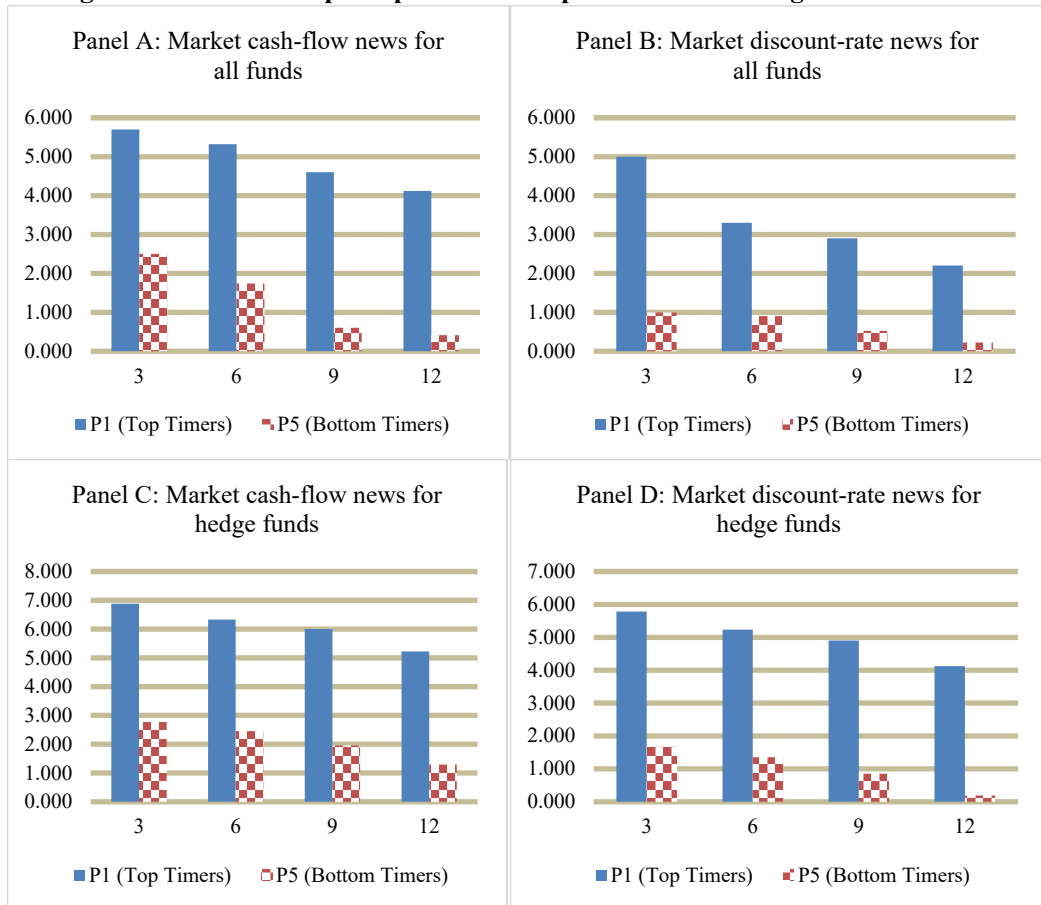 Panel A: Market cash-flow news for
all funds
6.000
5.000
4.000
3.000
2.000
1.000
0.000
3 6 9 12
P1 (Top Timers) P5 (Bottom Timers)
Panel B: Market discount-rate news for
all funds
6.000
5.000
4.000
3.000
2.000
1.000
0.000
3 6 9 12
P1 (Top Timers) P5 (Bottom Timers)
Panel C: Market cash-flow news for
hedge funds
8.000
7.000
6.000
5.000
4.000
3.000
2.000
1.000
0.000
3 6 9 12
P1 (Top Timers) P5 (Bottom Timers)
Panel D: Market discount-rate news for
hedge funds
7.000
6.000
5.000
4.000
3.000
2.000
1.000
0.000
3 6 9 12
P1 (Top Timers) P5 (Bottom Timers)